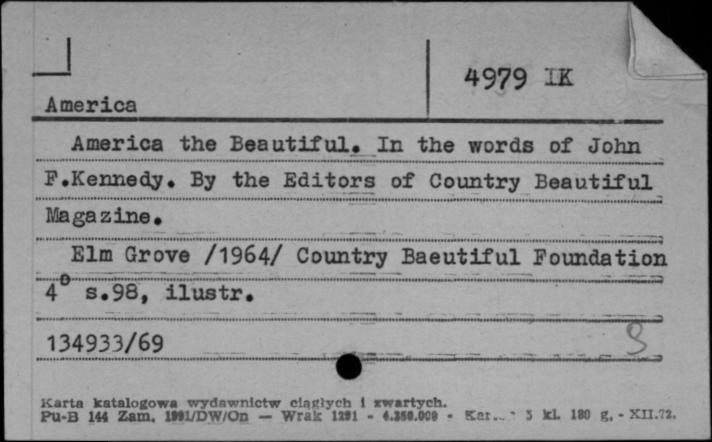 4979 IK
America
America the Beautiful. In the words of John
F.Kennedy. By the Editors of Country Beautiful
Magazine.
Elm Grove /1964/ Country Baeutiful Foundation
4⁰ s.98, ilustr.
134933/69
Karta katalogowa wydawnictw ciągłych i zwartych.
Pu-B 144 Zam. 1991/DW/On — Wrak 1291 - 4.350.000 - 3 kl. 180 g. - XII.72.